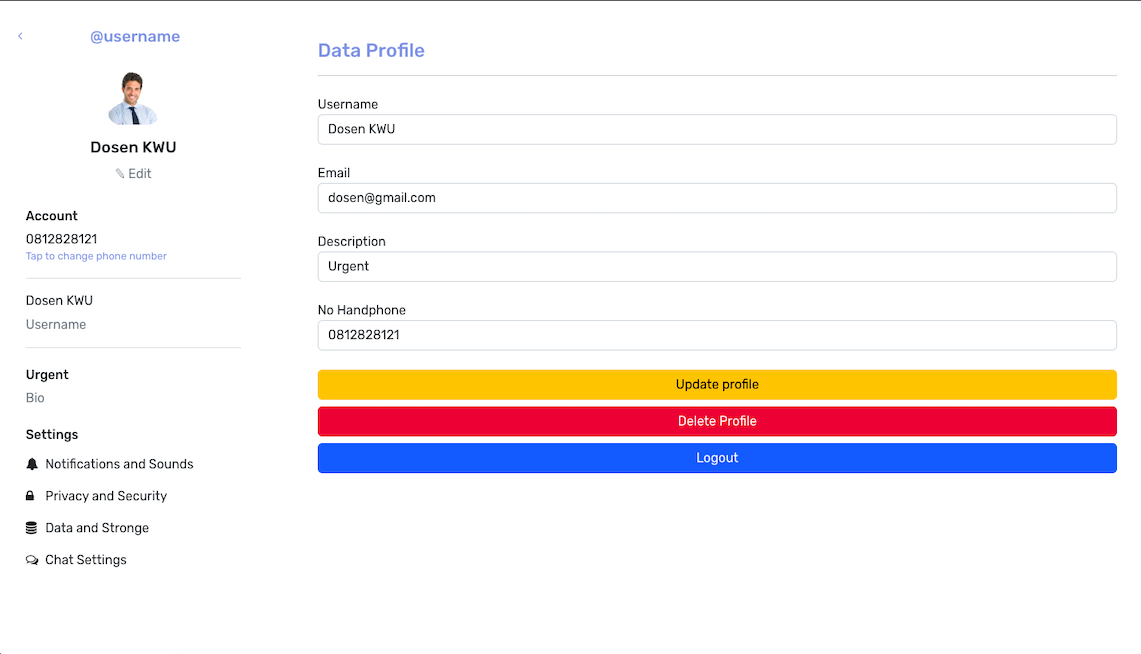 @username
Dosen KWU
Edit
Account
0812828121
Tap to change phone number
Dosen KWU
Username
Urgent
Bio
Settings
Notifications and Sounds
Privacy and Security
Data and Stronge
Chat Settings
Data Profile
Username
Dosen KWU
Email
dosen@gmail.com
Description
Urgent
No Handphone
0812828121
Update profile
Delete Profile
Logout